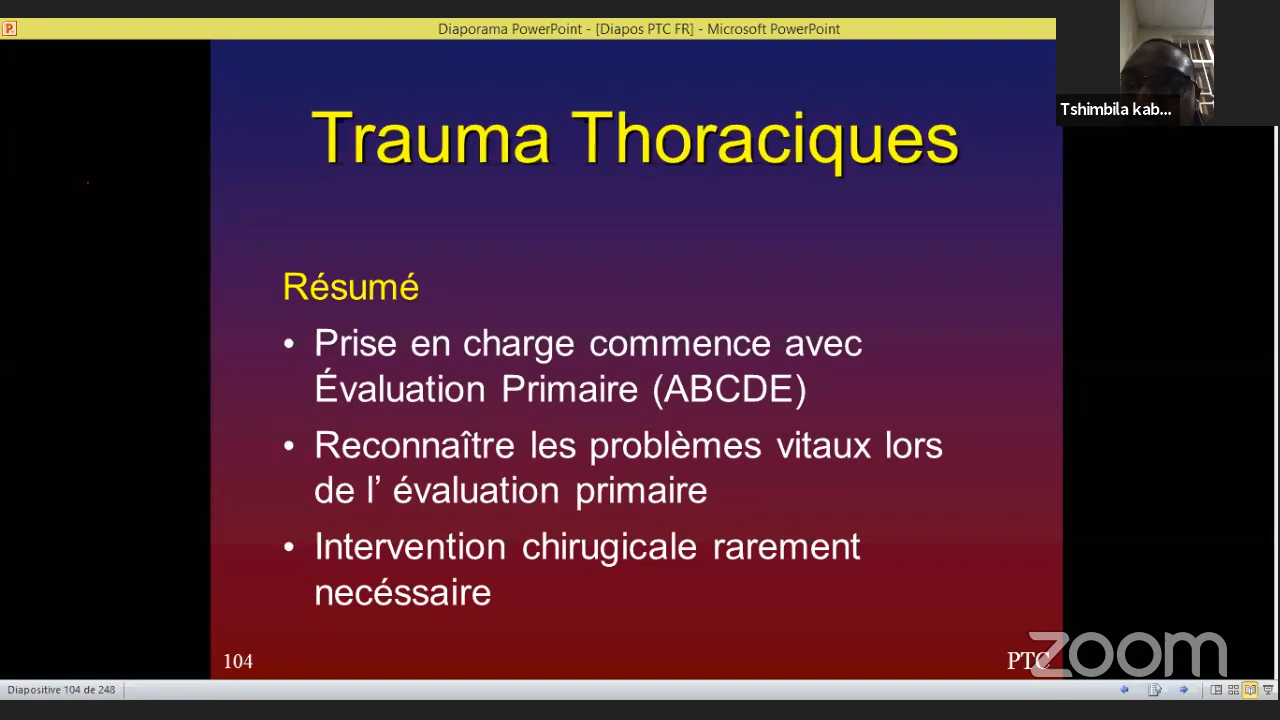 Diaporama PowerPoint - [Diapos PTC FR] - Microsoft PowerPoint
Tshimbila kab...
Trauma Thoraciques
Résumé
• Prise en charge commence avec
Évaluation Primaire (ABCDE)
• Reconnaître les problèmes vitaux lors
de l’ évaluation primaire
• Intervention chirugicale rarement
necéssaire
104
PTC
zoom
Diapositive 104 de 248